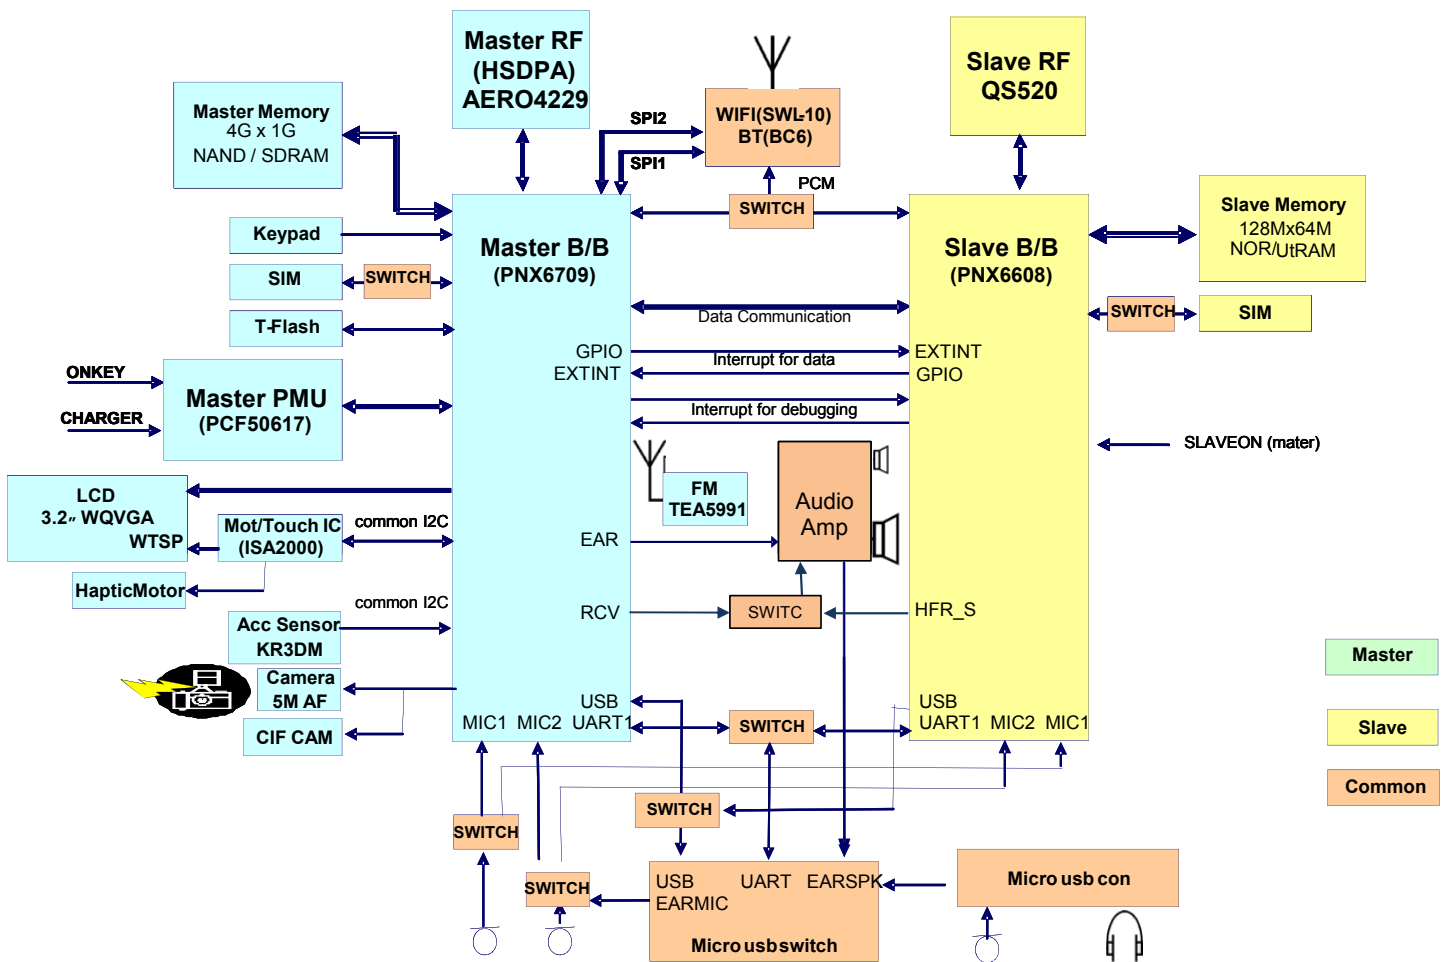 Master RF
(HSDPA)
AERO4229
Slave RF
QS520
Master Memory
4G x 1G
NAND / SDRAM
SPI2
SPI1
WIFI(SWL-10)
BT(BC6)
PCM
SWITCH
Slave Memory
128Mx64M
NOR/UtRAM
Keypad
SIM
SWITCH
T-Flash
Master B/B
(PNX6709)
Slave B/B
(PNX6608)
SWITCH
SIM
Data Communication
GPIO
EXTINT
Interrupt for data
EXTINT
GPIO
Interrupt for debugging
ONKEY
CHARGER
Master PMU
(PCF50617)
SLAVEON (mater)
LCD
3.2" WQVGA
WTSP
Mot/Touch IC
(ISA2000)
common I2C
FM
TEA5991
Audio
Amp
EAR
HapticMotor
common I2C
RCV
SWITC
HFR_S
Acc Sensor
KR3DM
Camera
5M AF
CIF CAM
USB
MIC1 MIC2 UART1
SWITCH
USB
UART1 MIC2 MIC1
SWITCH
SWITCH
SWITCH
USB
UART
EARSPK
EARMIC
Micro usb switch
Micro usb con
Master
Slave
Common